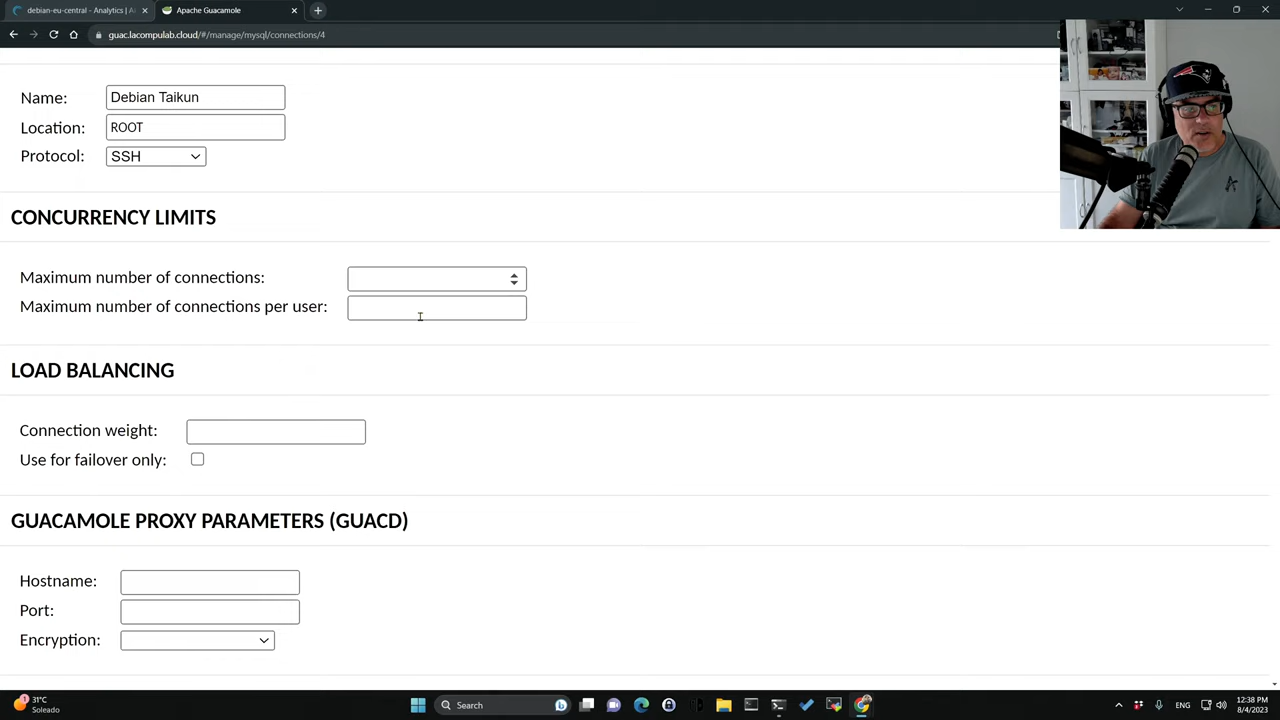 debian-eu-central - Analytics | A
Apache Guacamole
guac.lacompulab.cloud/#/manage/mysql/connections/4
Name: Debian Taikun
Location: ROOT
Protocol: SSH
CONCURRENCY LIMITS
Maximum number of connections:
Maximum number of connections per user:
LOAD BALANCING
Connection weight:
Use for failover only:
GUACAMOLE PROXY PARAMETERS (GUACD)
Hostname:
Port:
Encryption:
31°C
Soleado
Search
ENG
12:38 PM
8/4/2023